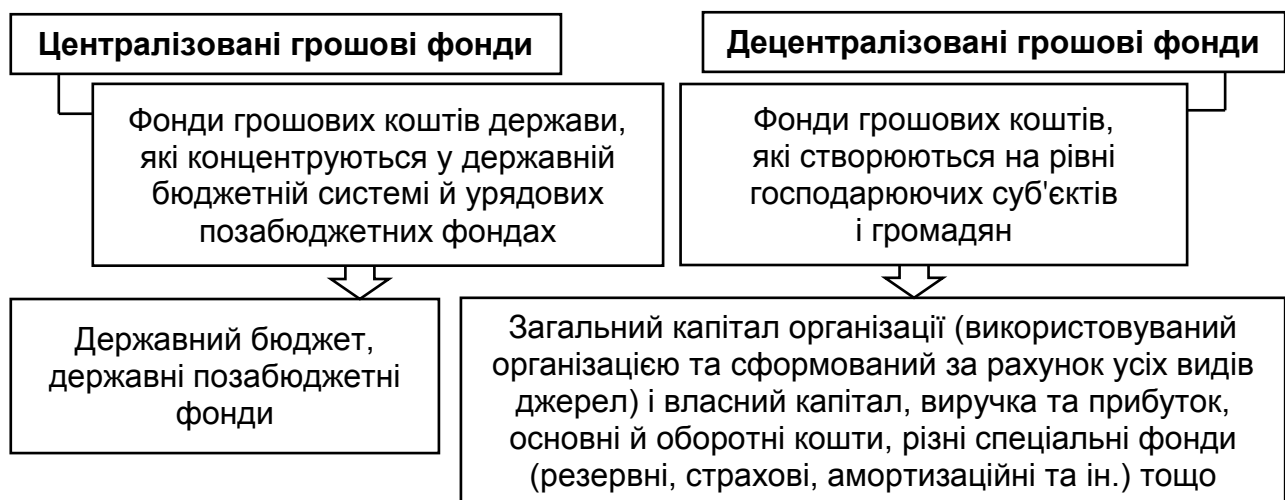 Централізовані грошові фонди
Фонди грошових коштів держави,
які концентруються у державній
бюджетній системі й урядових
позабюджетних фондах
Державний бюджет,
державні позабюджетні
фонди
Децентралізовані грошові фонди
Фонди грошових коштів,
які створюються на рівні
господарюючих суб'єктів
і громадян
Загальний капітал організації (використовуваний
організацією та сформований за рахунок усіх видів
джерел) і власний капітал, виручка та прибуток,
основні й оборотні кошти, різні спеціальні фонди
(резервні, страхові, амортизаційні та ін.) тощо